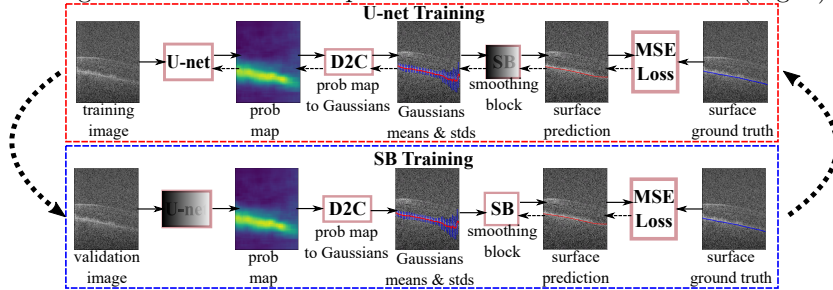 U-net Training
U-net
D2C
SB
MSE
Loss
training
image
prob
map
prob map
to Gaussians
Gaussians
means & stds
smoothing
block
surface
prediction
surface
ground truth
SB Training
U-net
D2C
SB
MSE
Loss
validation
image
prob
map
prob map
to Gaussians
Gaussians
means & stds
smoothing
block
surface
prediction
surface
ground truth